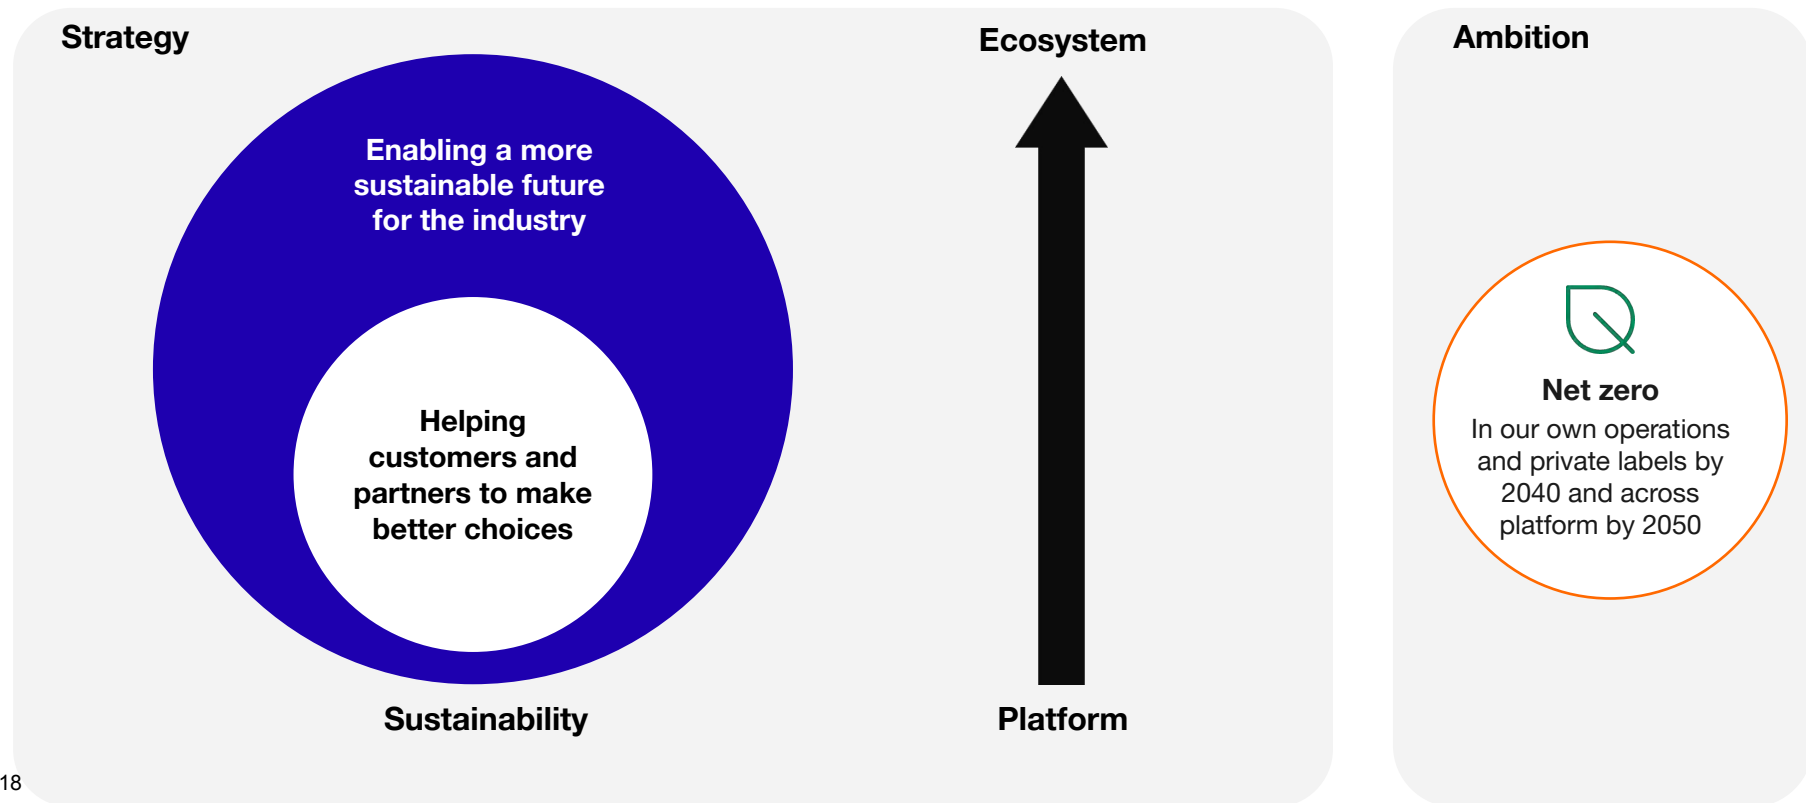 Strategy
Enabling a more
sustainable future
for the industry
Helping
customers and
partners to make
better choices
Sustainability
Ecosystem
Platform
Ambition
Net zero
In our own operations
and private labels by
2040 and across
platform by 2050
18